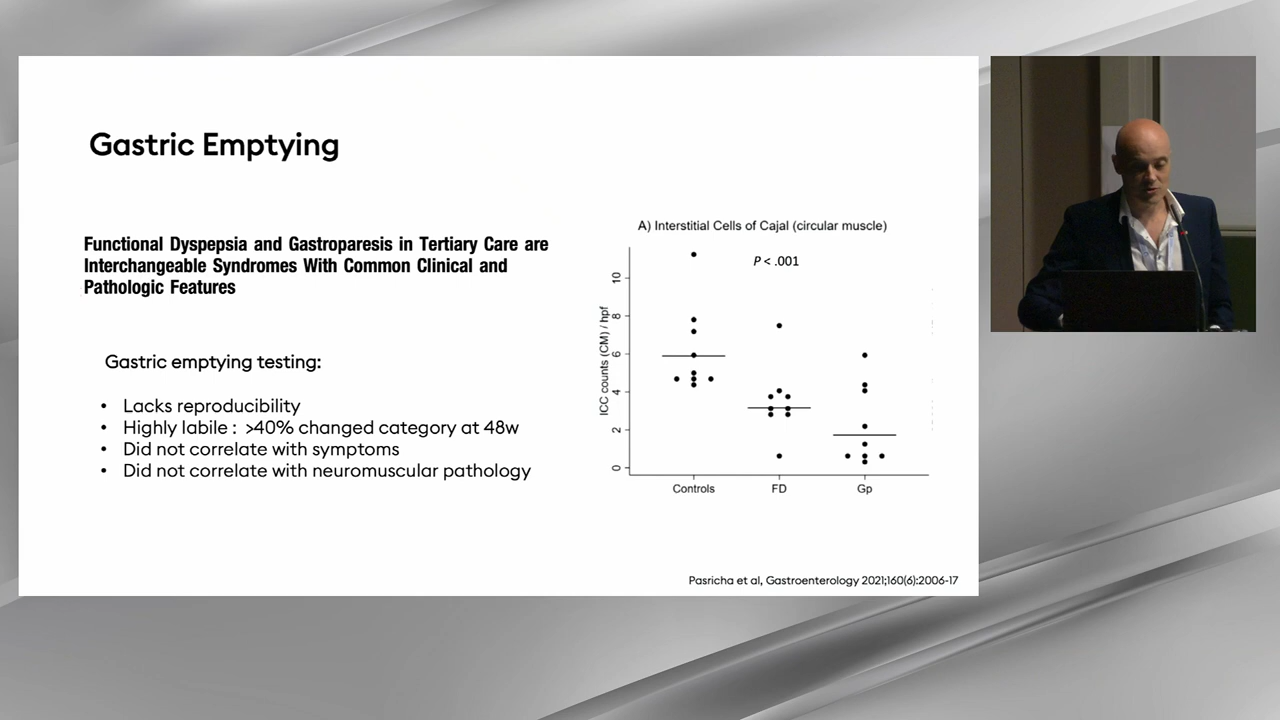 Gastric Emptying
Functional Dyspepsia and Gastroparesis in Tertiary Care are
Interchangeable Syndromes With Common Clinical and
Pathologic Features
Gastric emptying testing:
• Lacks reproducibility
• Highly labile : >40% changed category at 48w
• Did not correlate with symptoms
• Did not correlate with neuromuscular pathology
A) Interstitial Cells of Cajal (circular muscle)
P < .001
ICC counts (CM) / hpf
10
8
6
4
2
0
Controls FD Gp
Pasricha et al, Gastroenterology 2021;160(6):2006-17